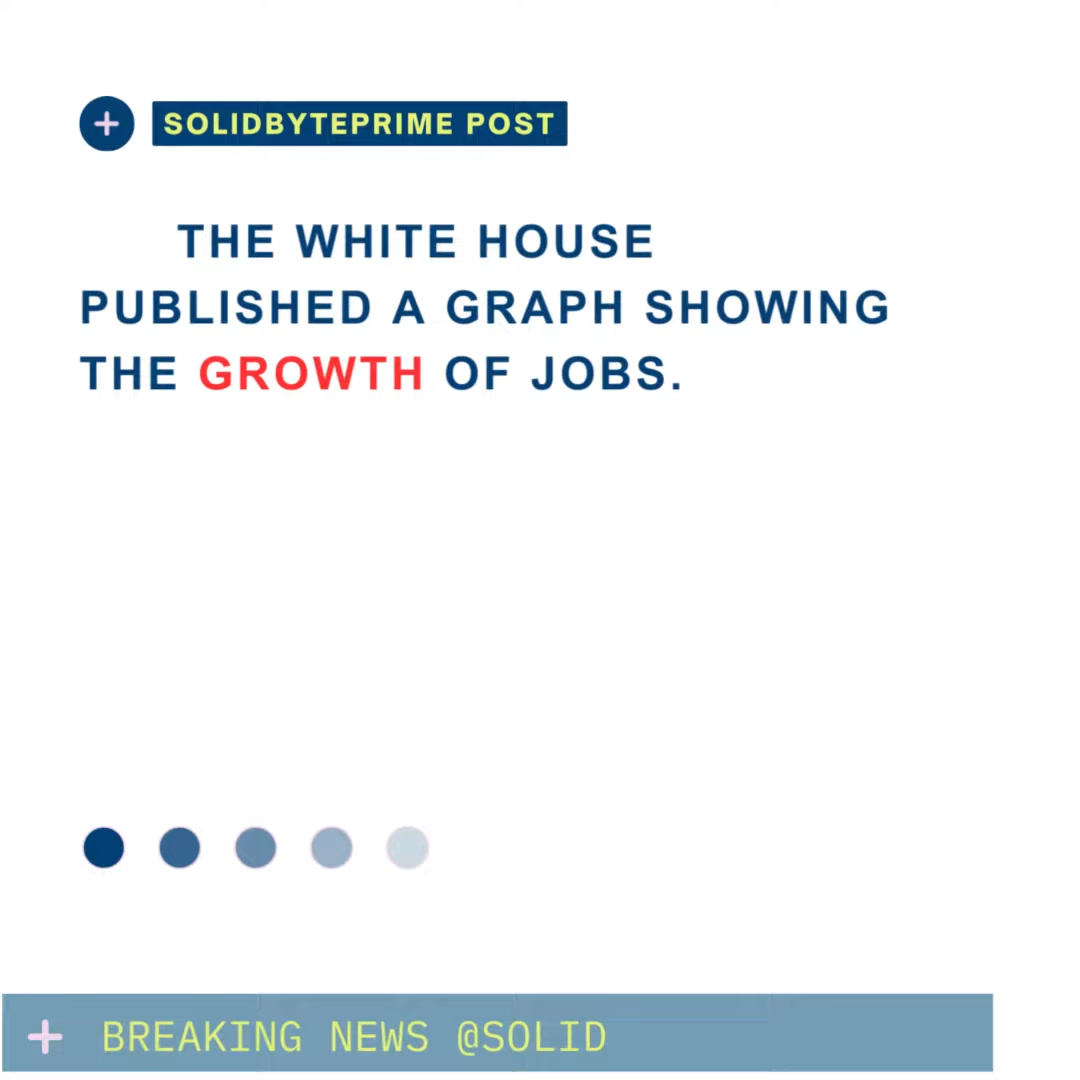 SOLIDBYTEPRIME POST
THE WHITE HOUSE
PUBLISHED A GRAPH SHOWING
THE GROWTH OF JOBS.
+ BREAKING NEWS @SOLID